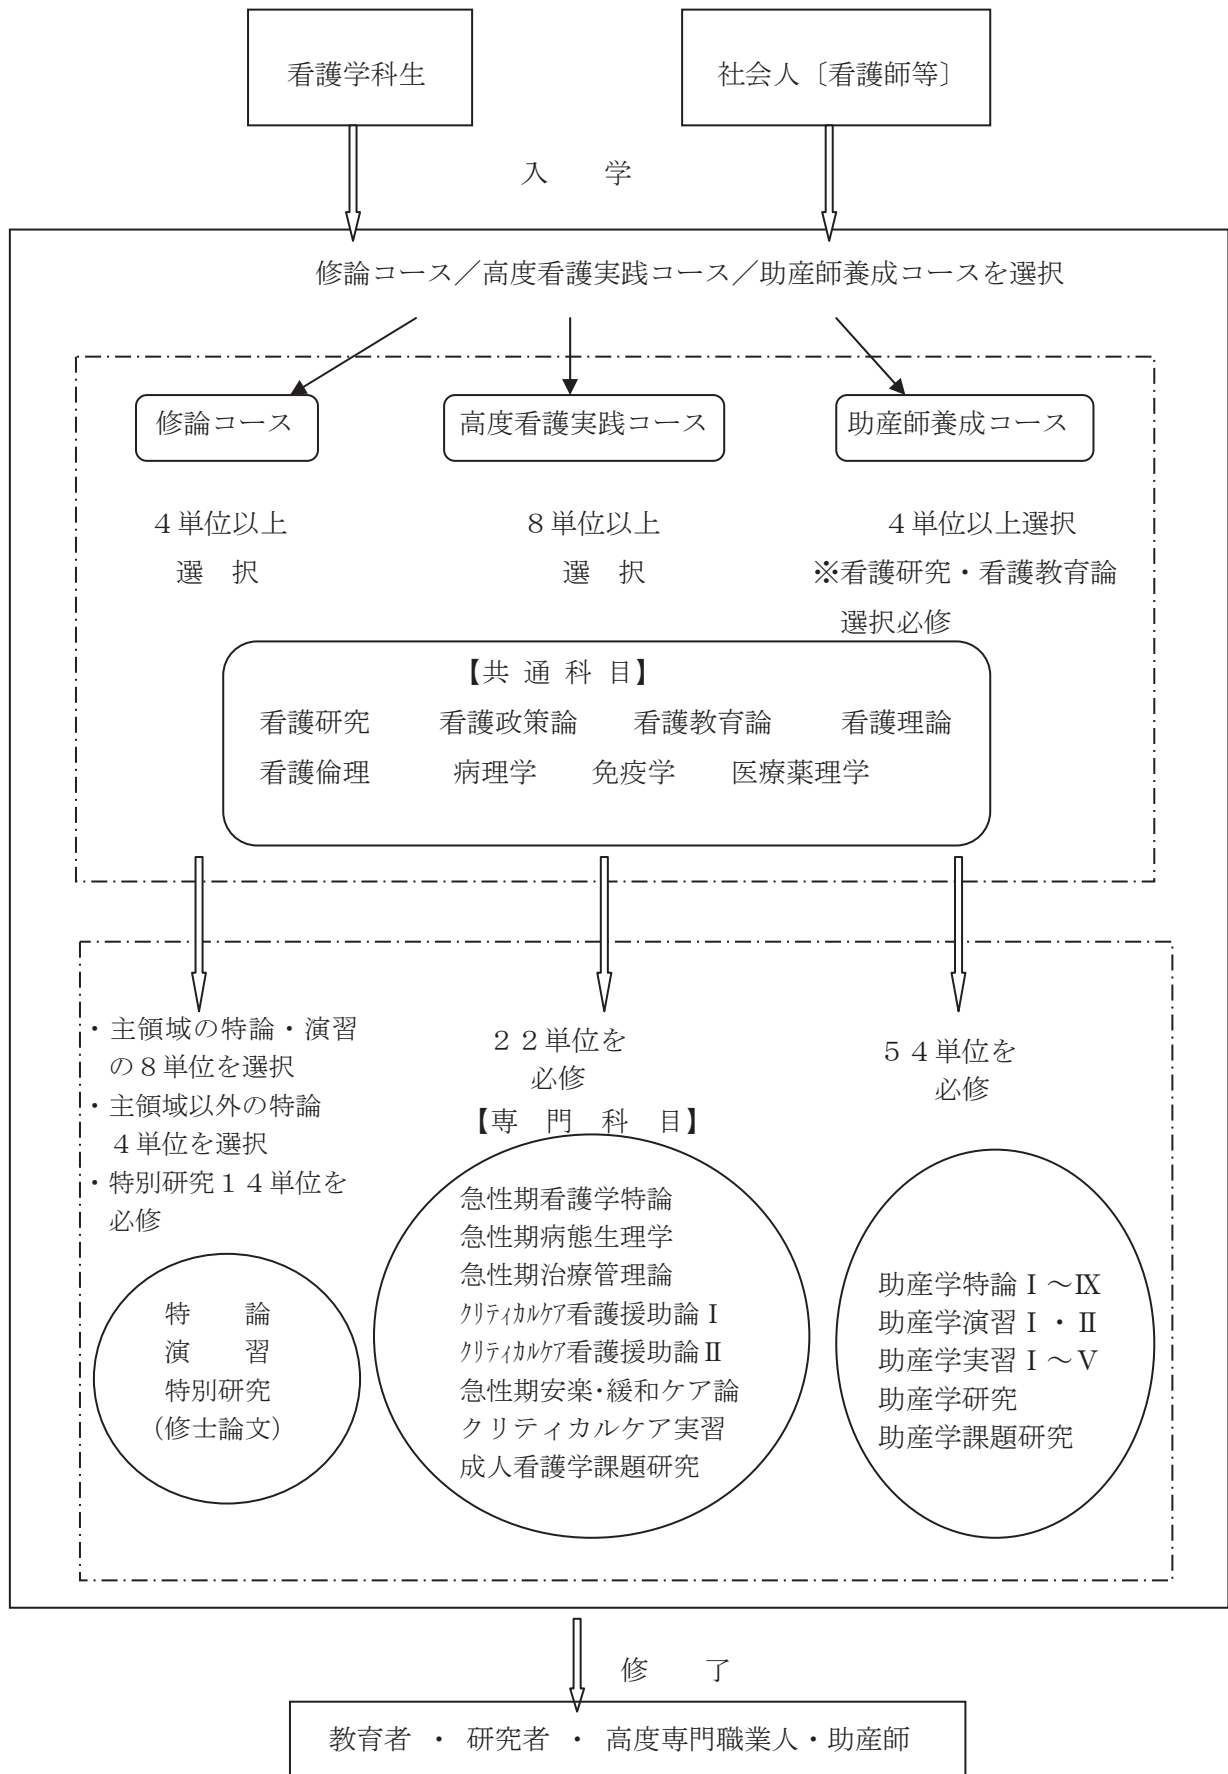 看護学科生
社会人〔看護師等〕
入　学
修論コース／高度看護実践コース／助産師養成コースを選択
修論コース
高度看護実践コース
助産師養成コース
４単位以上
選　択
８単位以上
選　択
４単位以上選択
※看護研究・看護教育論
選択必修
【共 通 科 目】
看護研究　看護政策論　看護教育論　看護理論
看護倫理　病理学　免疫学　医療薬理学
・主領域の特論・演習
の８単位を選択
・主領域以外の特論
４単位を選択
・特別研究１４単位を
必修
２２単位を
必修
５４単位を
必修
【専　門　科　目】
特　論
演　習
特別研究
(修士論文)
急性期看護学特論
急性期病態生理学
急性期治療管理論
ｸﾘﾃｨｶﾙｹｱ看護援助論Ⅰ
ｸﾘﾃｨｶﾙｹｱ看護援助論Ⅱ
急性期安楽・緩和ケア論
クリティカルケア実習
成人看護学課題研究
助産学特論Ⅰ～Ⅸ
助産学演習Ⅰ・Ⅱ
助産学実習Ⅰ～Ⅴ
助産学研究
助産学課題研究
修　了
教育者 ・ 研究者 ・ 高度専門職業人・助産師